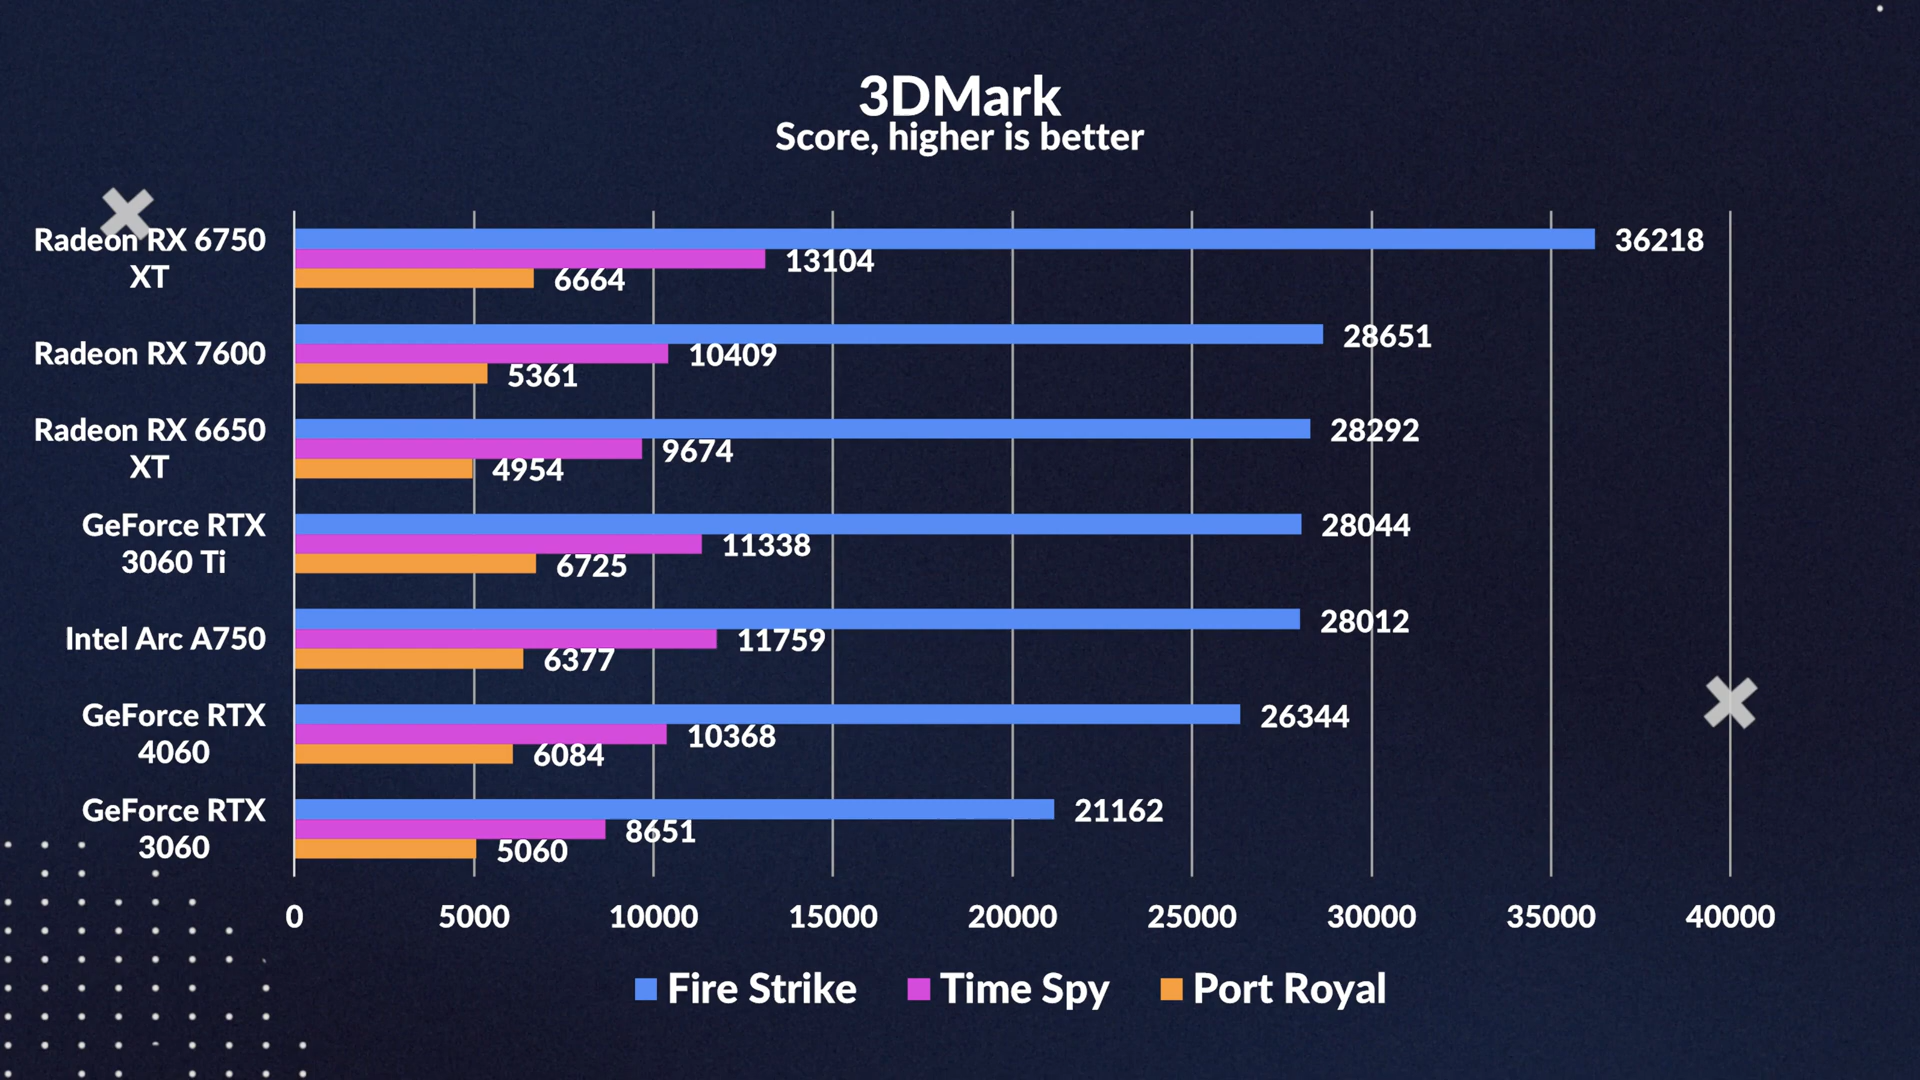 3DMark
Score, higher is better
Radeon RX 6750
XT
36218
13104
6664
Radeon RX 7600
28651
10409
5361
Radeon RX 6650
XT
28292
9674
4954
GeForce RTX
3060 Ti
28044
11338
6725
Intel Arc A750
28012
11759
6377
GeForce RTX
4060
26344
10368
6084
GeForce RTX
3060
21162
8651
5060
0 5000 10000 15000 20000 25000 30000 35000 40000
Fire Strike Time Spy Port Royal